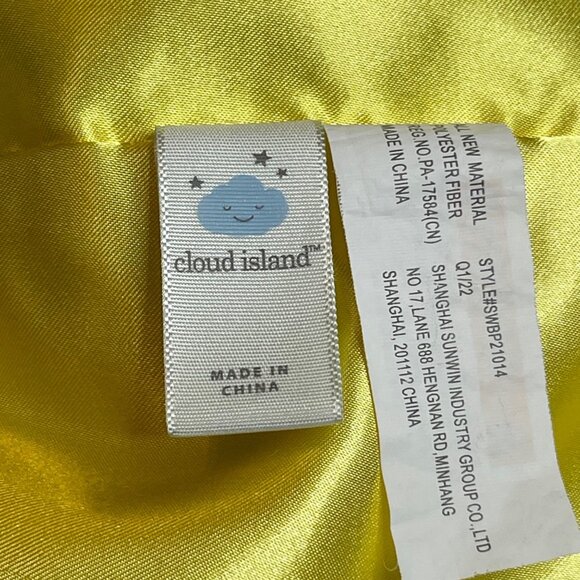 cloud island™
MADE IN
CHINA
ALL NEW MATERIAL
POLYESTER FIBER
REG.NO.PA-17584(CN)
MADE IN CHINA
STYLE#SWBP21014
Q1/22
SHANGHAI SUNWIN INDUSTRY GROUP CO.,LTD
NO 17,LANE 688 HENGNAN RD,MINHANG
SHANGHAI, 201112 CHINA